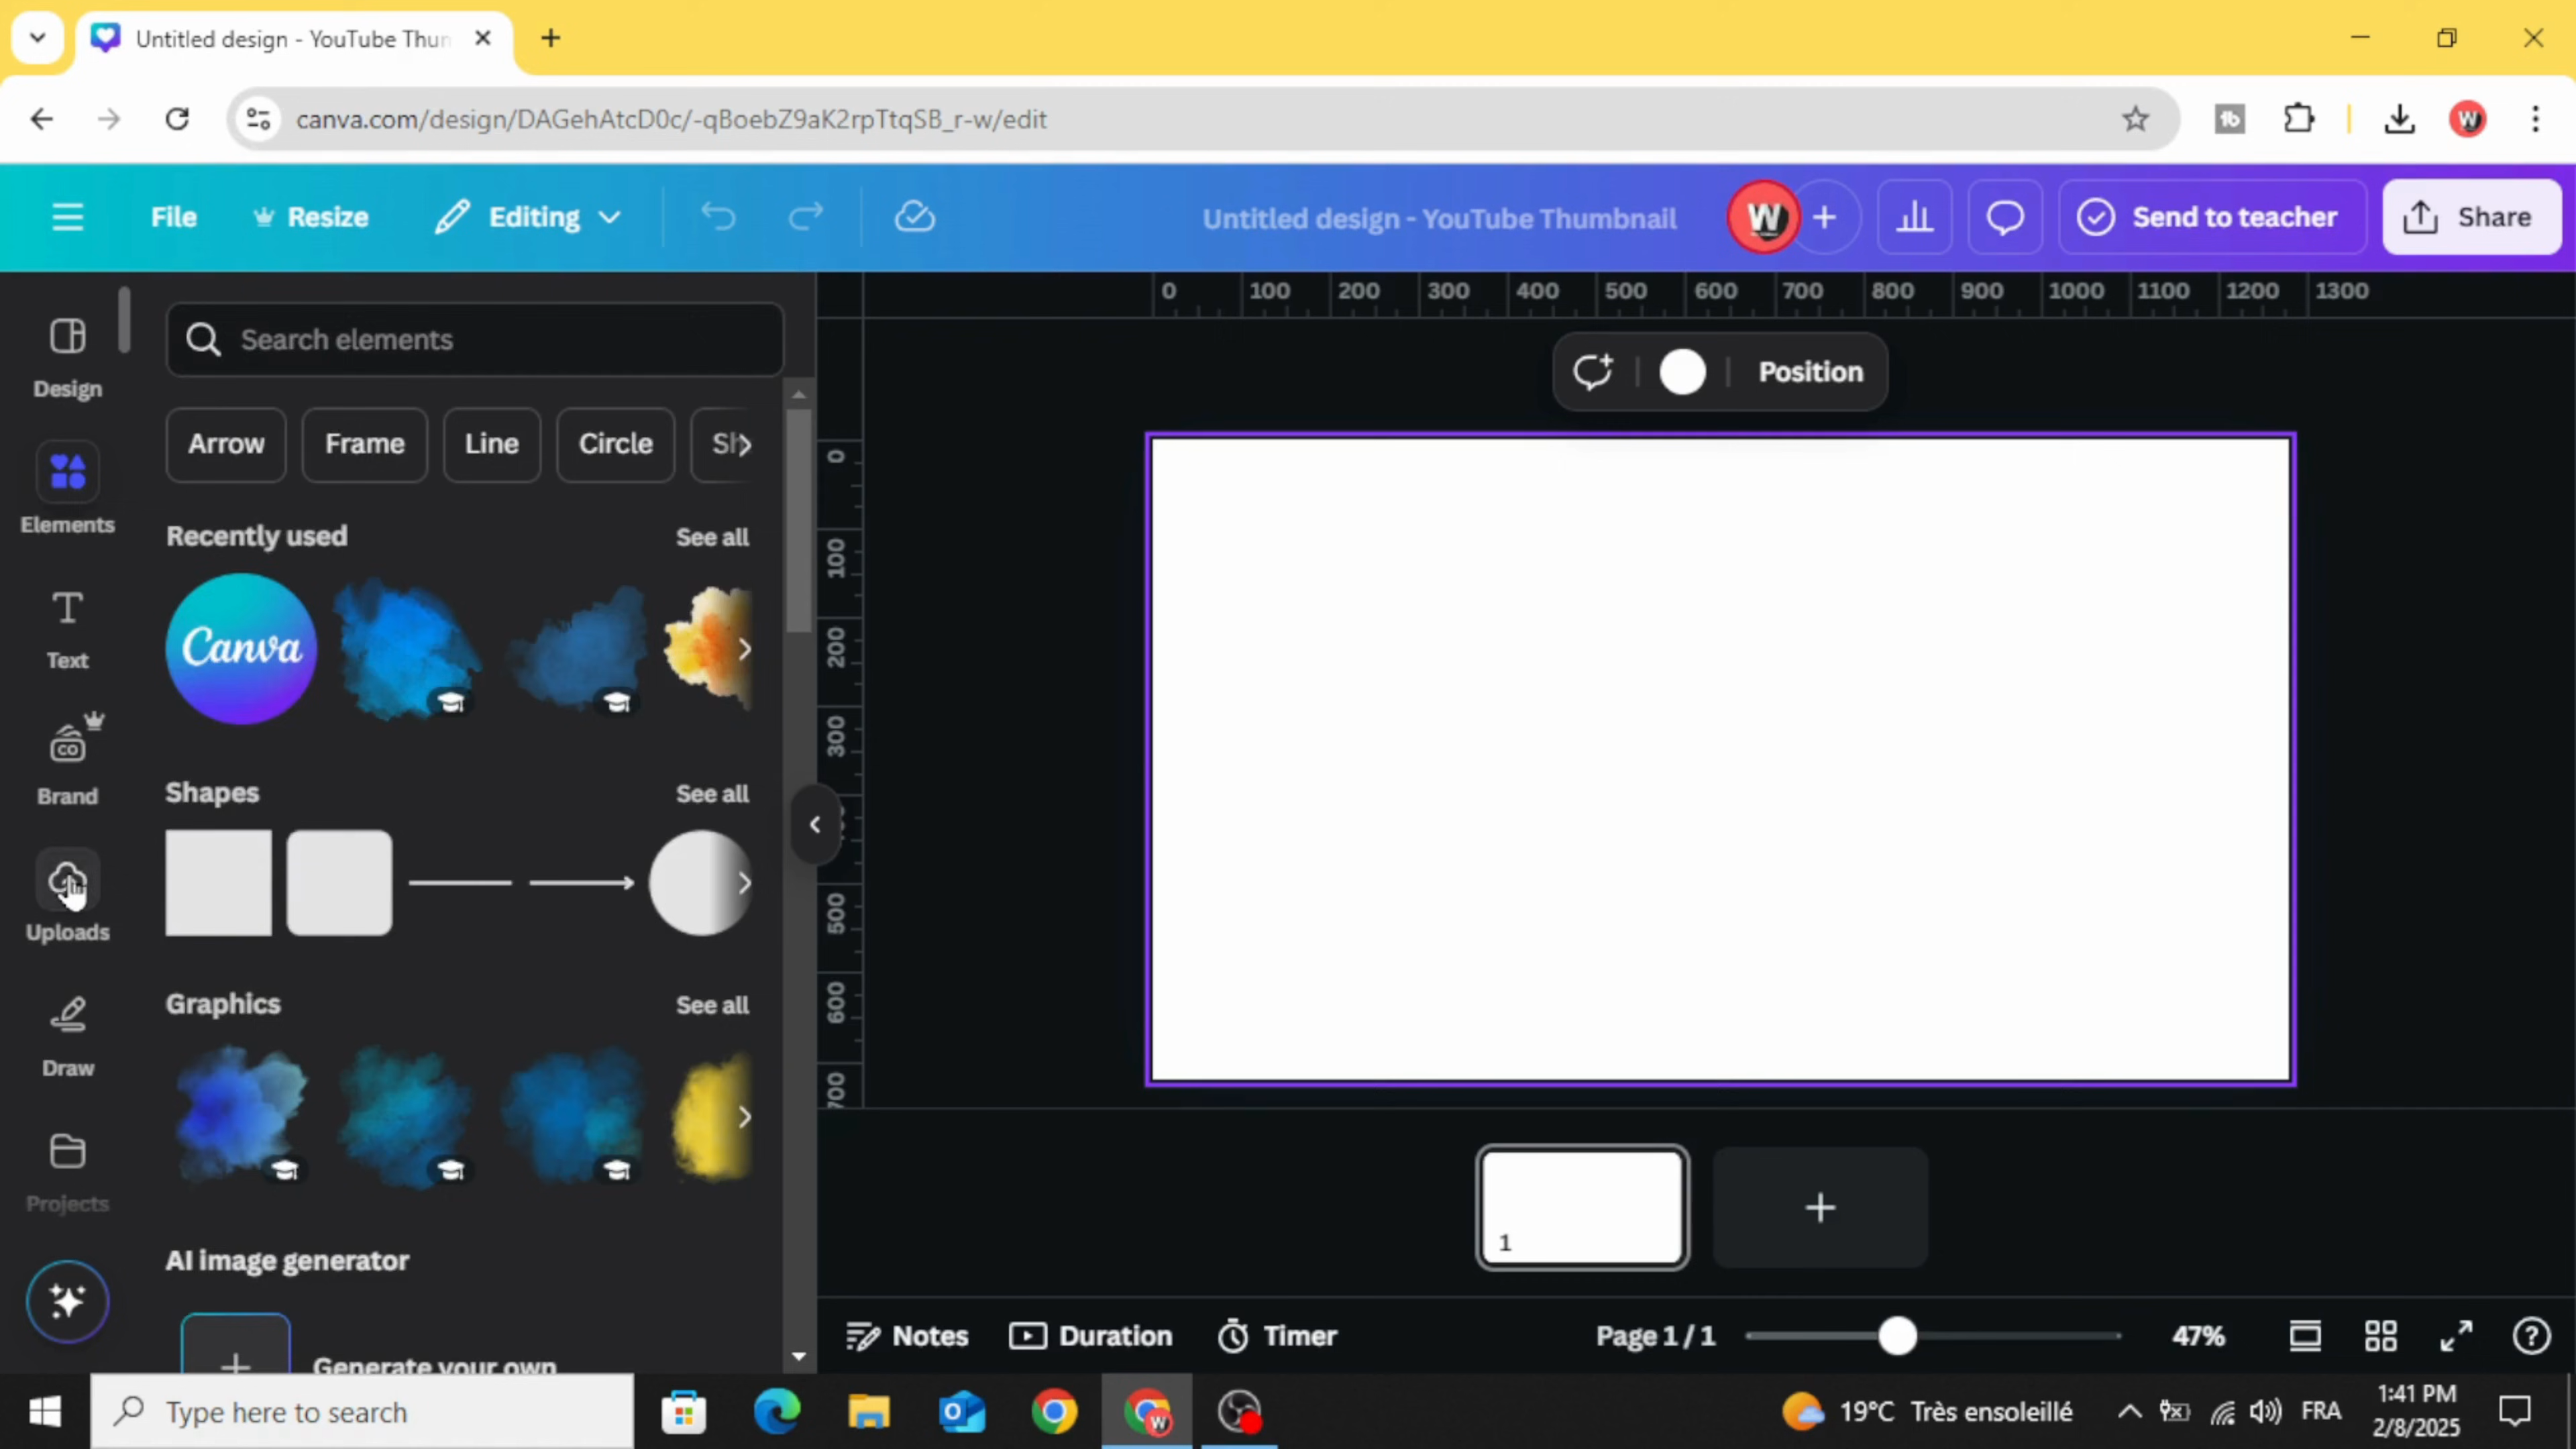 Untitled design - YouTube Thun
canva.com/design/DAGehAtcD0c/-qBoebZ9aK2rpTtqSB_r-w/edit
File
Resize
Editing
Untitled design - YouTube Thumbnail
W
Send to teacher
Share
0 100 200 300 400 500 600 700 800 900 1000 1100 1200 1300
Design
Search elements
Position
Arrow
Frame
Line
Circle
Elements
Recently used
See all
Canva
Text
CO
Brand
Shapes
See all
Uploads
Graphics
See all
Draw
Projects
AI image generator
Generate your own
0
100
200
300
500
600
700
1
Notes
Duration
Timer
Page 1 / 1
47%
Type here to search
19°C Très ensoleillé
FRA
1:41 PM
2/8/2025